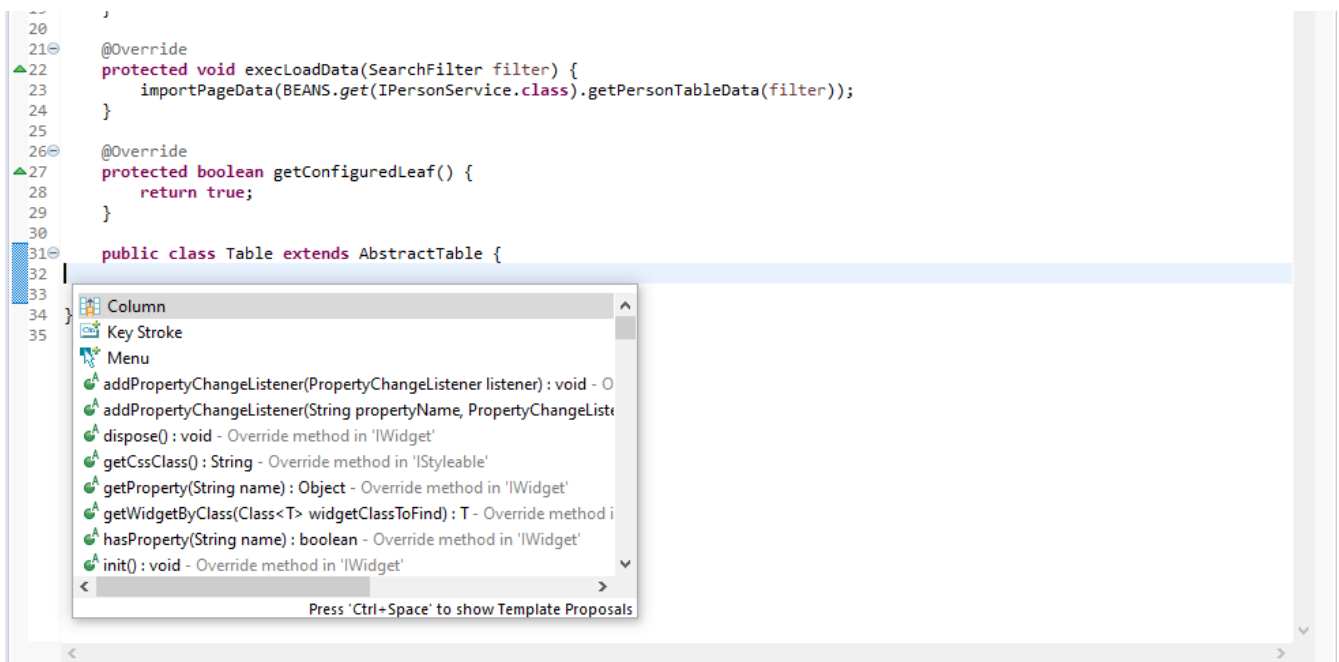 20
21 @Override
22 protected void execLoadData(SearchFilter filter) {
23 importPageData(BEANS.get(IPersonService.class).getPersonTableData(filter));
24 }
25
26 @Override
27 protected boolean getConfiguredLeaf() {
28 return true;
29 }
30
31 public class Table extends AbstractTable {
32
33
34 }
35
Column
Key Stroke
Menu
addPropertyChangeListener(PropertyChangeListener listener) : void - O
addPropertyChangeListener(String propertyName, PropertyChangeListe
dispose() : void - Override method in 'IWidget'
getCssClass() : String - Override method in 'IStyleable'
getProperty(String name) : Object - Override method in 'IWidget'
getWidgetByClass(Class<T> widgetClassToFind) : T - Override method i
hasProperty(String name) : boolean - Override method in 'IWidget'
init() : void - Override method in 'IWidget'
Press 'Ctrl+Space' to show Template Proposals